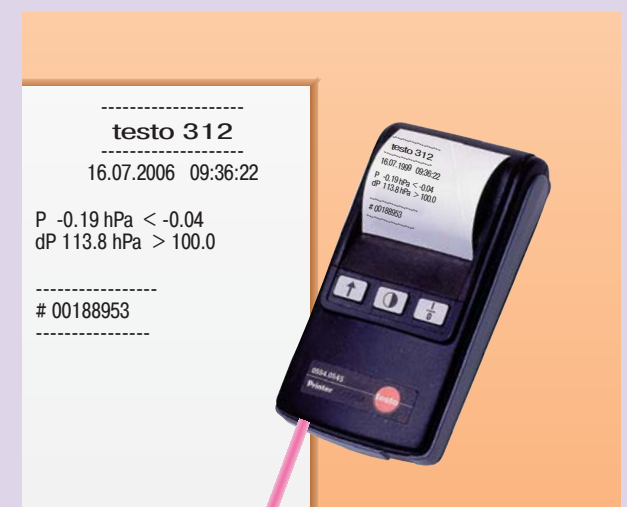 --------------------
testo 312
--------------------
16.07.2006 09:36:22
P -0.19 hPa < -0.04
dP 113.8 hPa > 100.0
-----------------
# 00188953
----------------
--------------------
testo 312
16.07.1999 09:36:22
P -0.19 hPa < -0.04
dP 113.8 hPa > 100.0
--------------------
# 00188953
--------------------
1
0
0554.0545
Printer
testo